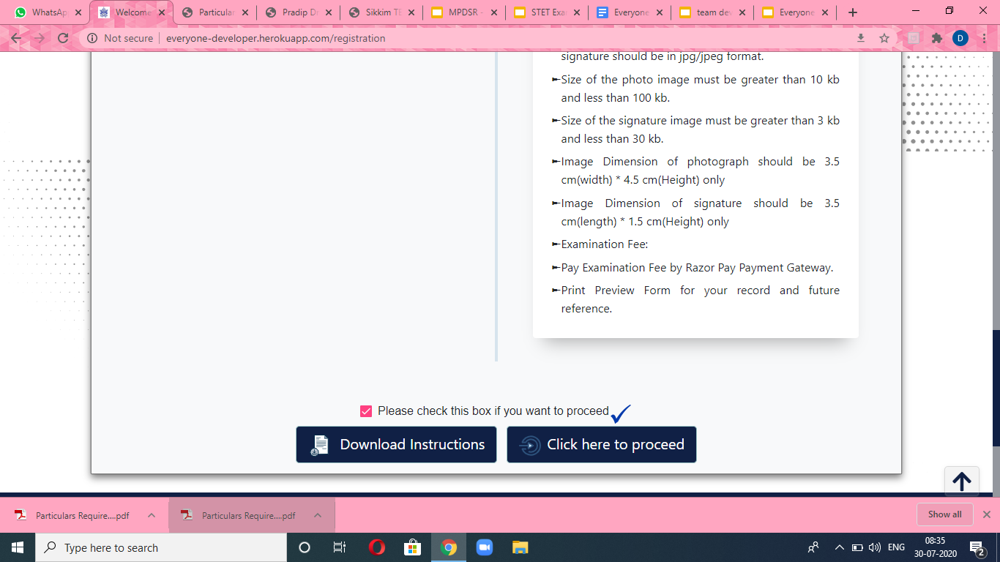 WhatsAp
Welcome
Particular
Pradip D
Sikkim TE
MPDSR -
STET Exa
Everyone
team dev
Everyone
Not secure | everyone-developer.herokuapp.com/registration
D
signature should be in jpg/jpeg format.
►Size of the photo image must be greater than 10 kb
and less than 100 kb.
►Size of the signature image must be greater than 3 kb
and less than 30 kb.
►Image Dimension of photograph should be 3.5
cm(width) * 4.5 cm(Height) only
►Image Dimension of signature should be 3.5
cm(length) * 1.5 cm(Height) only
►Examination Fee:
►Pay Examination Fee by Razor Pay Payment Gateway.
►Print Preview Form for your record and future
reference.
Please check this box if you want to proceed
Download Instructions
Click here to proceed
Particulars Require....pdf
Particulars Require....pdf
Show all
Type here to search
ENG
08:35
30-07-2020
2